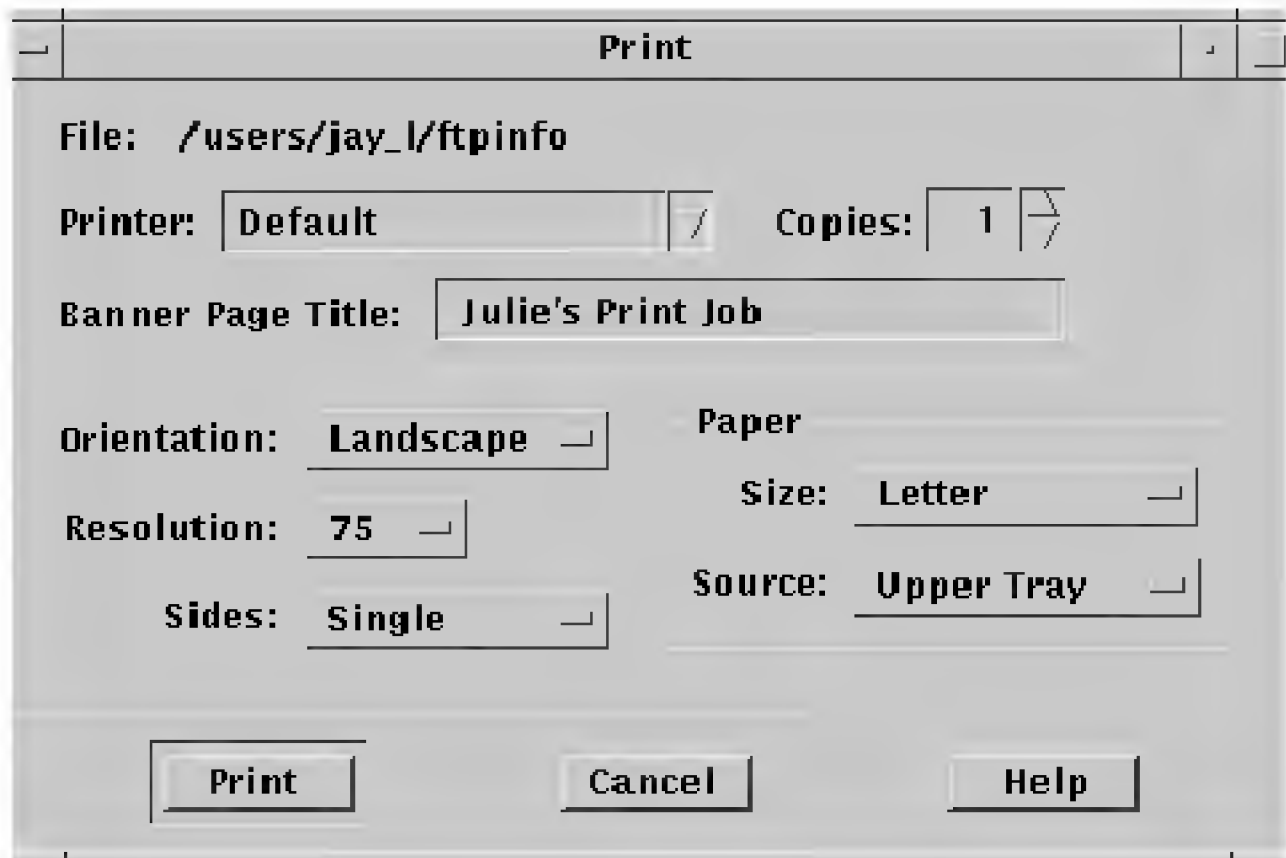 Print
File: /users/jay_l/ftpinfo
Printer: Default Copies: 1
Banner Page Title: Julie's Print Job
Orientation: Landscape
Resolution: 75
Sides: Single
Paper
Size: Letter
Source: Upper Tray
Print Cancel Help